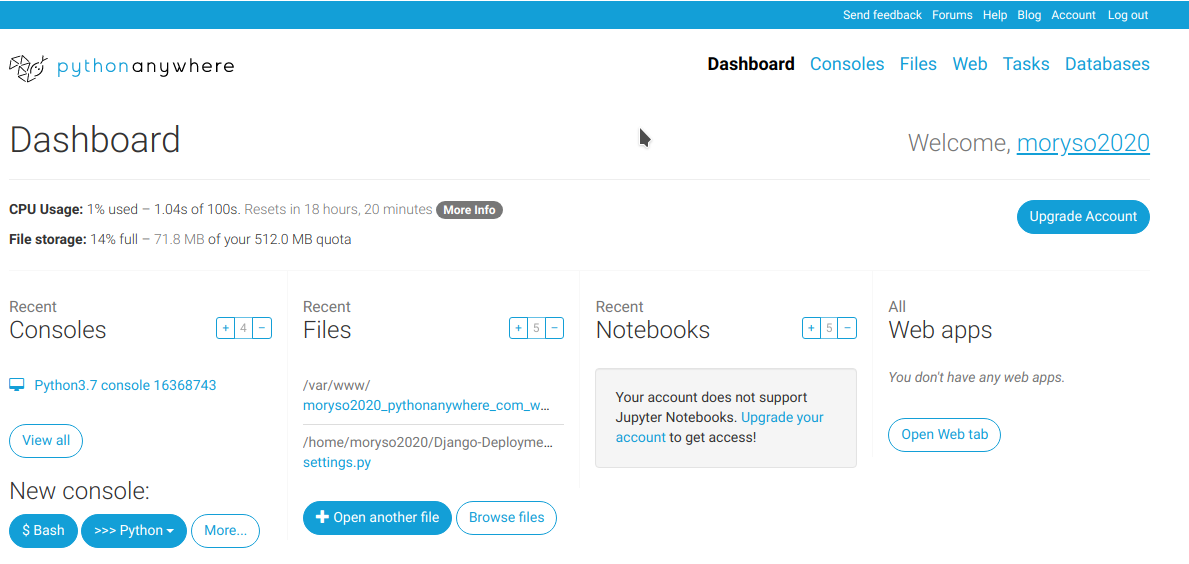 Send feedback Forums Help Blog Account Log out
pythonanywhere
Dashboard Consoles Files Web Tasks Databases
Dashboard
Welcome, moryso2020
CPU Usage: 1% used – 1.04s of 100s. Resets in 18 hours, 20 minutes More Info
File storage: 14% full – 71.8 MB of your 512.0 MB quota
Upgrade Account
Recent
Consoles
+ 4 −
Python3.7 console 16368743
View all
New console:
$ Bash >>> Python More...
Recent
Files
+ 5 −
/var/www/
moryso2020_pythonanywhere_com_w...
/home/moryso2020/Django-Deployme...
settings.py
+ Open another file Browse files
Recent
Notebooks
+ 5 −
Your account does not support
Jupyter Notebooks. Upgrade your
account to get access!
All
Web apps
You don't have any web apps.
Open Web tab